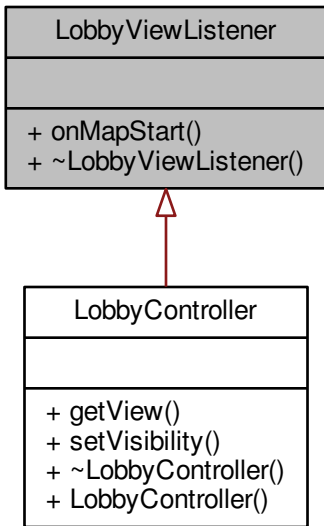 LobbyViewListener
+ onMapStart()
+ ~LobbyViewListener()
LobbyController
+ getView()
+ setVisibility()
+ ~LobbyController()
+ LobbyController()